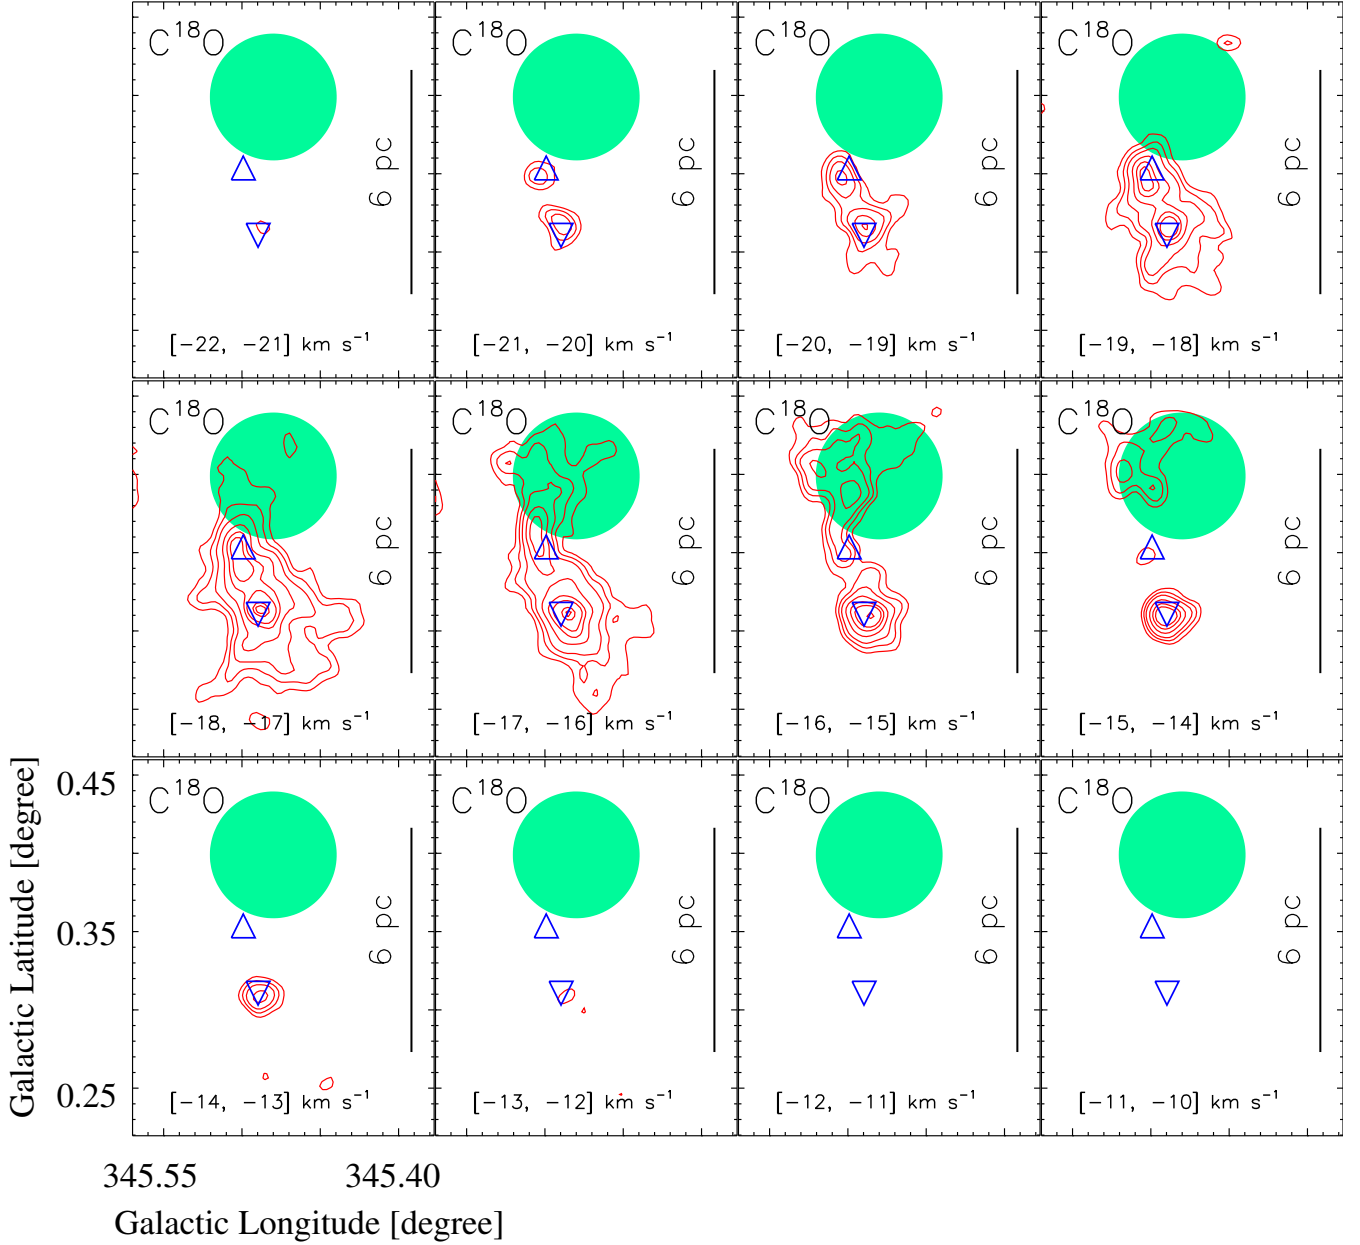 C¹⁸O C¹⁸O C¹⁸O C¹⁸O
6 pc 6 pc 6 pc 6 pc
[−22, −21] km s⁻¹ [−21, −20] km s⁻¹ [−20, −19] km s⁻¹ [−19, −18] km s⁻¹
C¹⁸O C¹⁸O C¹⁸O C¹⁸O
6 pc 6 pc 6 pc 6 pc
[−18, −17] km s⁻¹ [−17, −16] km s⁻¹ [−16, −15] km s⁻¹ [−15, −14] km s⁻¹
C¹⁸O C¹⁸O C¹⁸O C¹⁸O
6 pc 6 pc 6 pc 6 pc
[−14, −13] km s⁻¹ [−13, −12] km s⁻¹ [−12, −11] km s⁻¹ [−11, −10] km s⁻¹
0.45
0.35
0.25
Galactic Latitude [degree]
345.55 345.40
Galactic Longitude [degree]